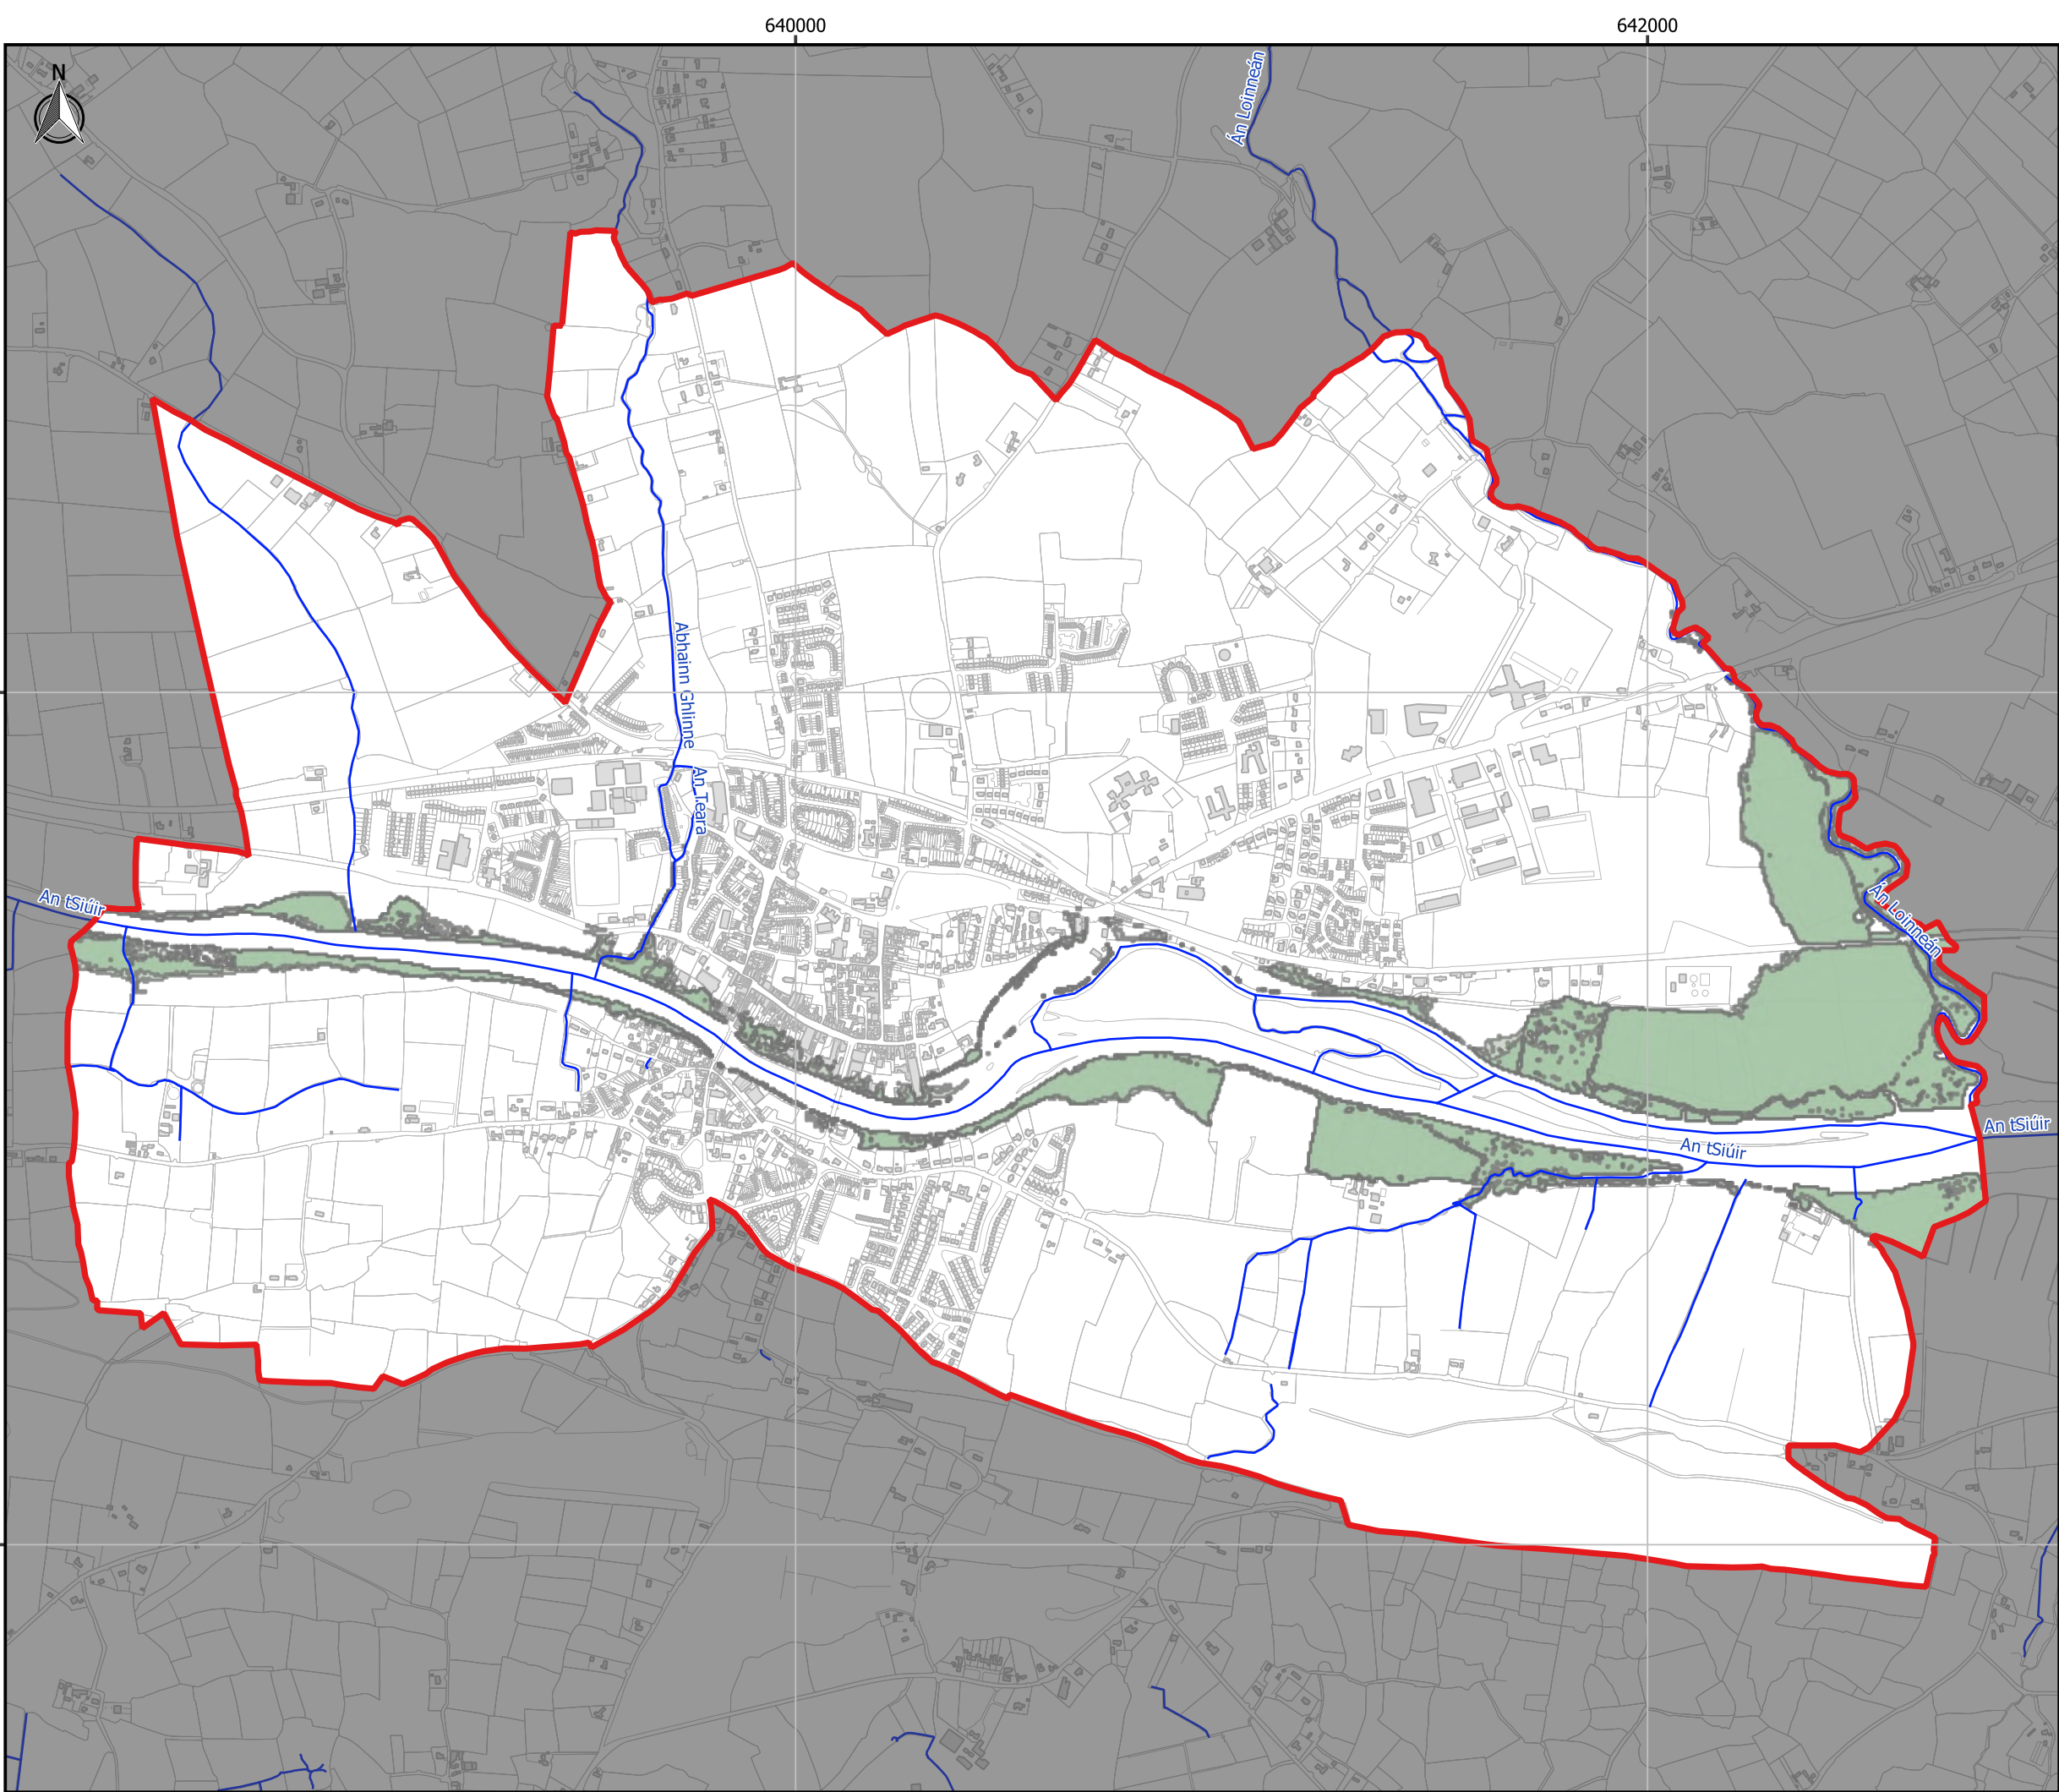 640000
642000
N
Án Loinneán
Abhainn Ghlinne
An Teara
An tSiúir
Án Loinneán
An tSiúir
An tSiúir